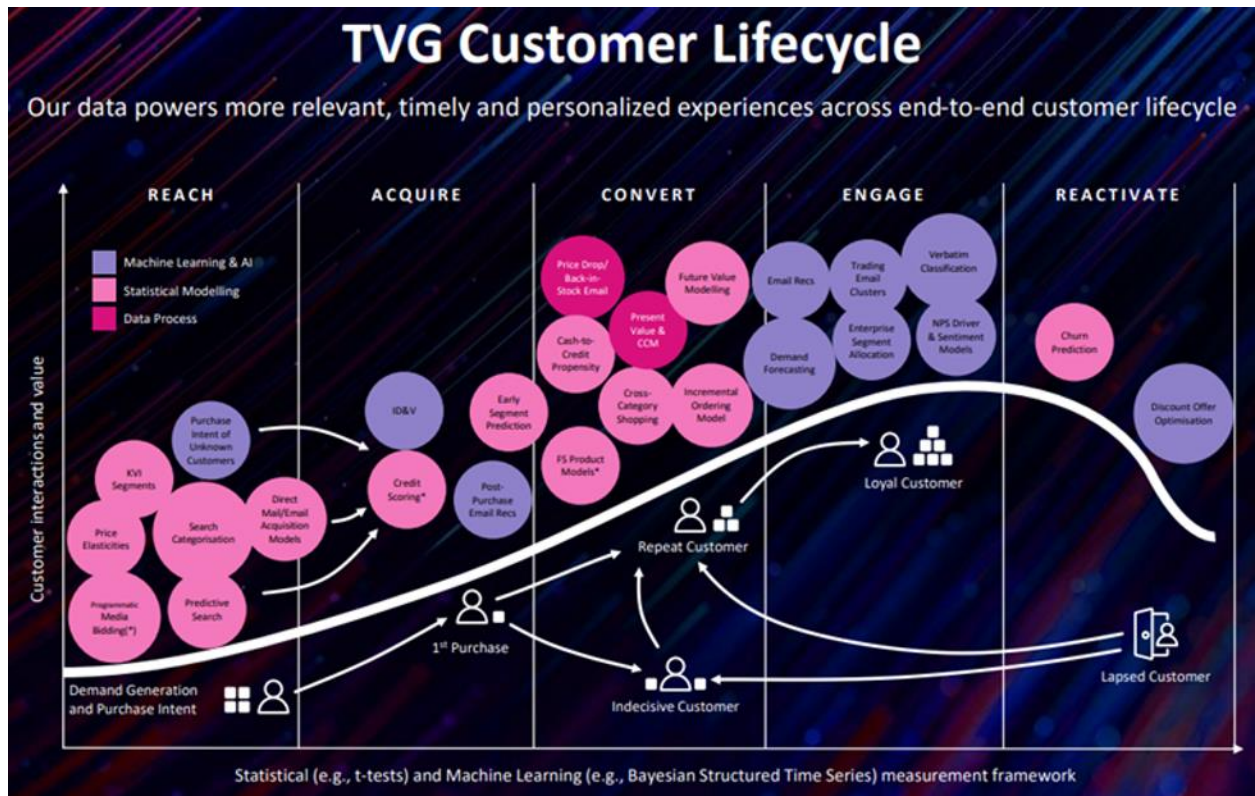 TVG Customer Lifecycle
Our data powers more relevant, timely and personalized experiences across end-to-end customer lifecycle
REACH
ACQUIRE
CONVERT
ENGAGE
REACTIVATE
Machine Learning & AI
Statistical Modelling
Data Process
Customer interactions and value
Purchase
Intent of
Unknown
Customers
KVI
Segments
Price
Elasticities
Search
Categorisation
Direct
Mail/Email
Acquisition
Models
Programmatic
Media
Bidding(*)
Predictive
Search
ID&V
Credit
Scoring*
Early
Segment
Prediction
Post-
Purchase
Email Recs
Price Drop/
Back-in-
Stock Email
Future Value
Modelling
Present
Value &
CCM
Cash-to-
Credit
Propensity
Cross-
Category
Shopping
Incremental
Ordering
Model
FS Product
Models*
Email Recs
Trading
Email
Clusters
Verbatim
Classification
Demand
Forecasting
Enterprise
Segment
Allocation
NPS Driver
& Sentiment
Models
Churn
Prediction
Discount Offer
Optimisation
Demand Generation
and Purchase Intent
1st Purchase
Indecisive Customer
Repeat Customer
Loyal Customer
Lapsed Customer
Statistical (e.g., t-tests) and Machine Learning (e.g., Bayesian Structured Time Series) measurement framework